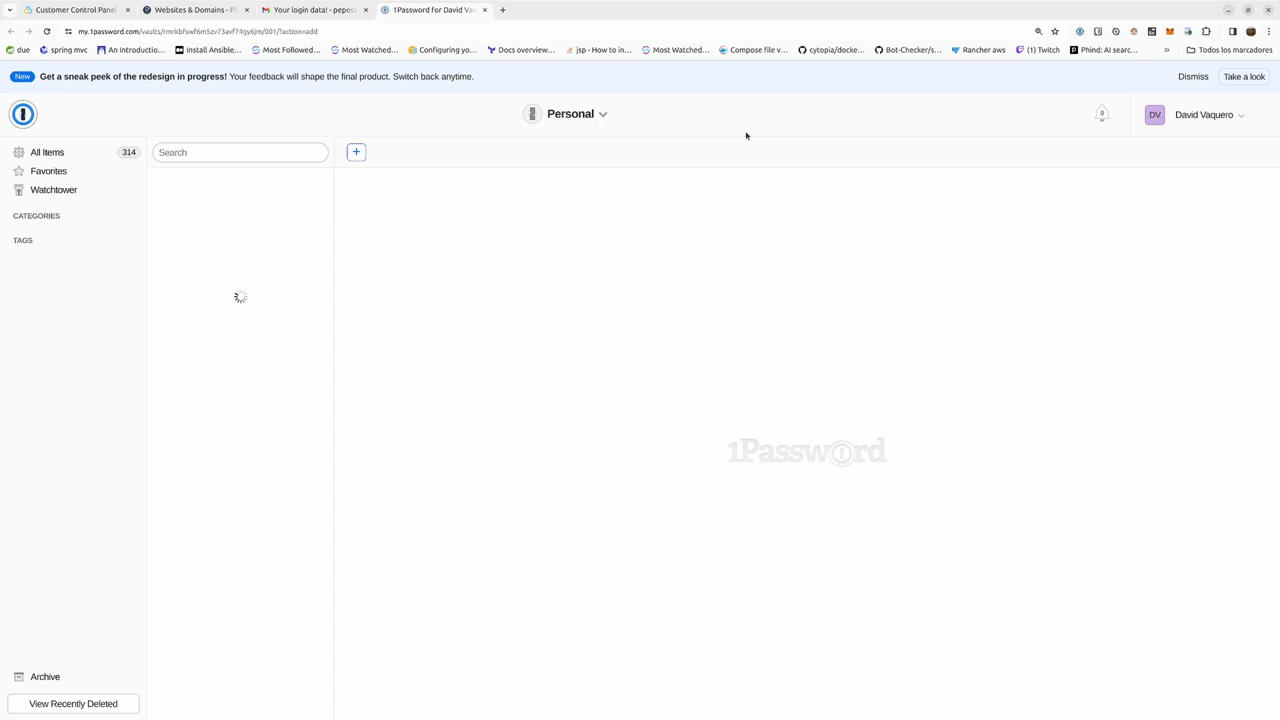 Customer Control Panel
Websites & Domains - Pl
Your login data! - pepes
1Password for David Va
my.1password.com/vaults/rmrkbfswf6m5zv73avf74gy6jm/001/?action=add
due
spring mvc
An Introductio...
Install Ansible...
Most Followed...
Most Watched...
Configuring yo...
Docs overview...
jsp - How to in...
Most Watched...
Compose file v...
cytopia/docke...
Bot-Checker/s...
Rancher aws
(1) Twitch
Phind: AI searc...
»
Todos los marcadores
New
Get a sneak peek of the redesign in progress! Your feedback will shape the final product. Switch back anytime.
Dismiss
Take a look
Personal
0
DV
David Vaquero
All Items
314
Favorites
Watchtower
CATEGORIES
TAGS
Search
+
1Password
Archive
View Recently Deleted